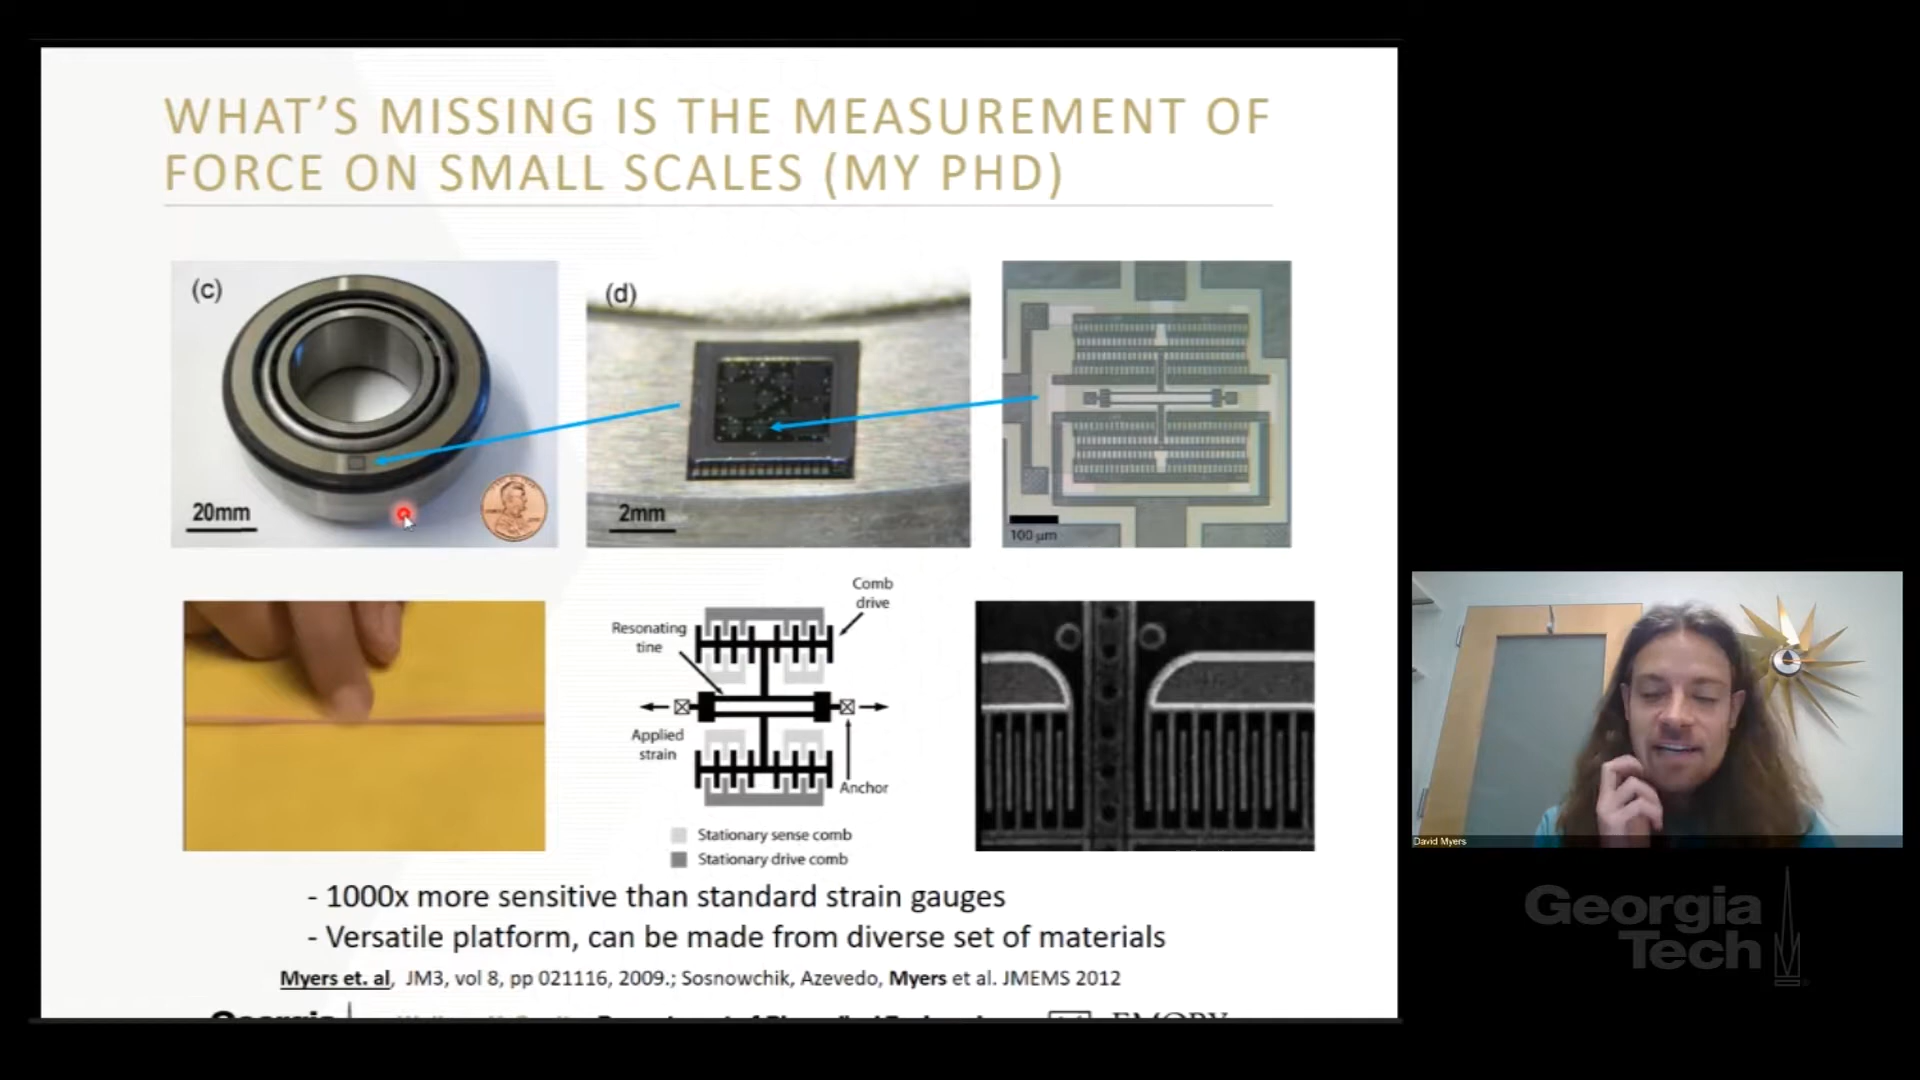 WHAT'S MISSING IS THE MEASUREMENT OF
FORCE ON SMALL SCALES (MY PHD)
(c)
20mm
(d)
2mm
100 µm
Comb
drive
Resonating
tine
Applied
strain
Anchor
Stationary sense comb
Stationary drive comb
- 1000x more sensitive than standard strain gauges
- Versatile platform, can be made from diverse set of materials
Myers et. al, JM3, vol 8, pp 021116, 2009.; Sosnowchik, Azevedo, Myers et al. JMEMS 2012
David Myers
Georgia
Tech